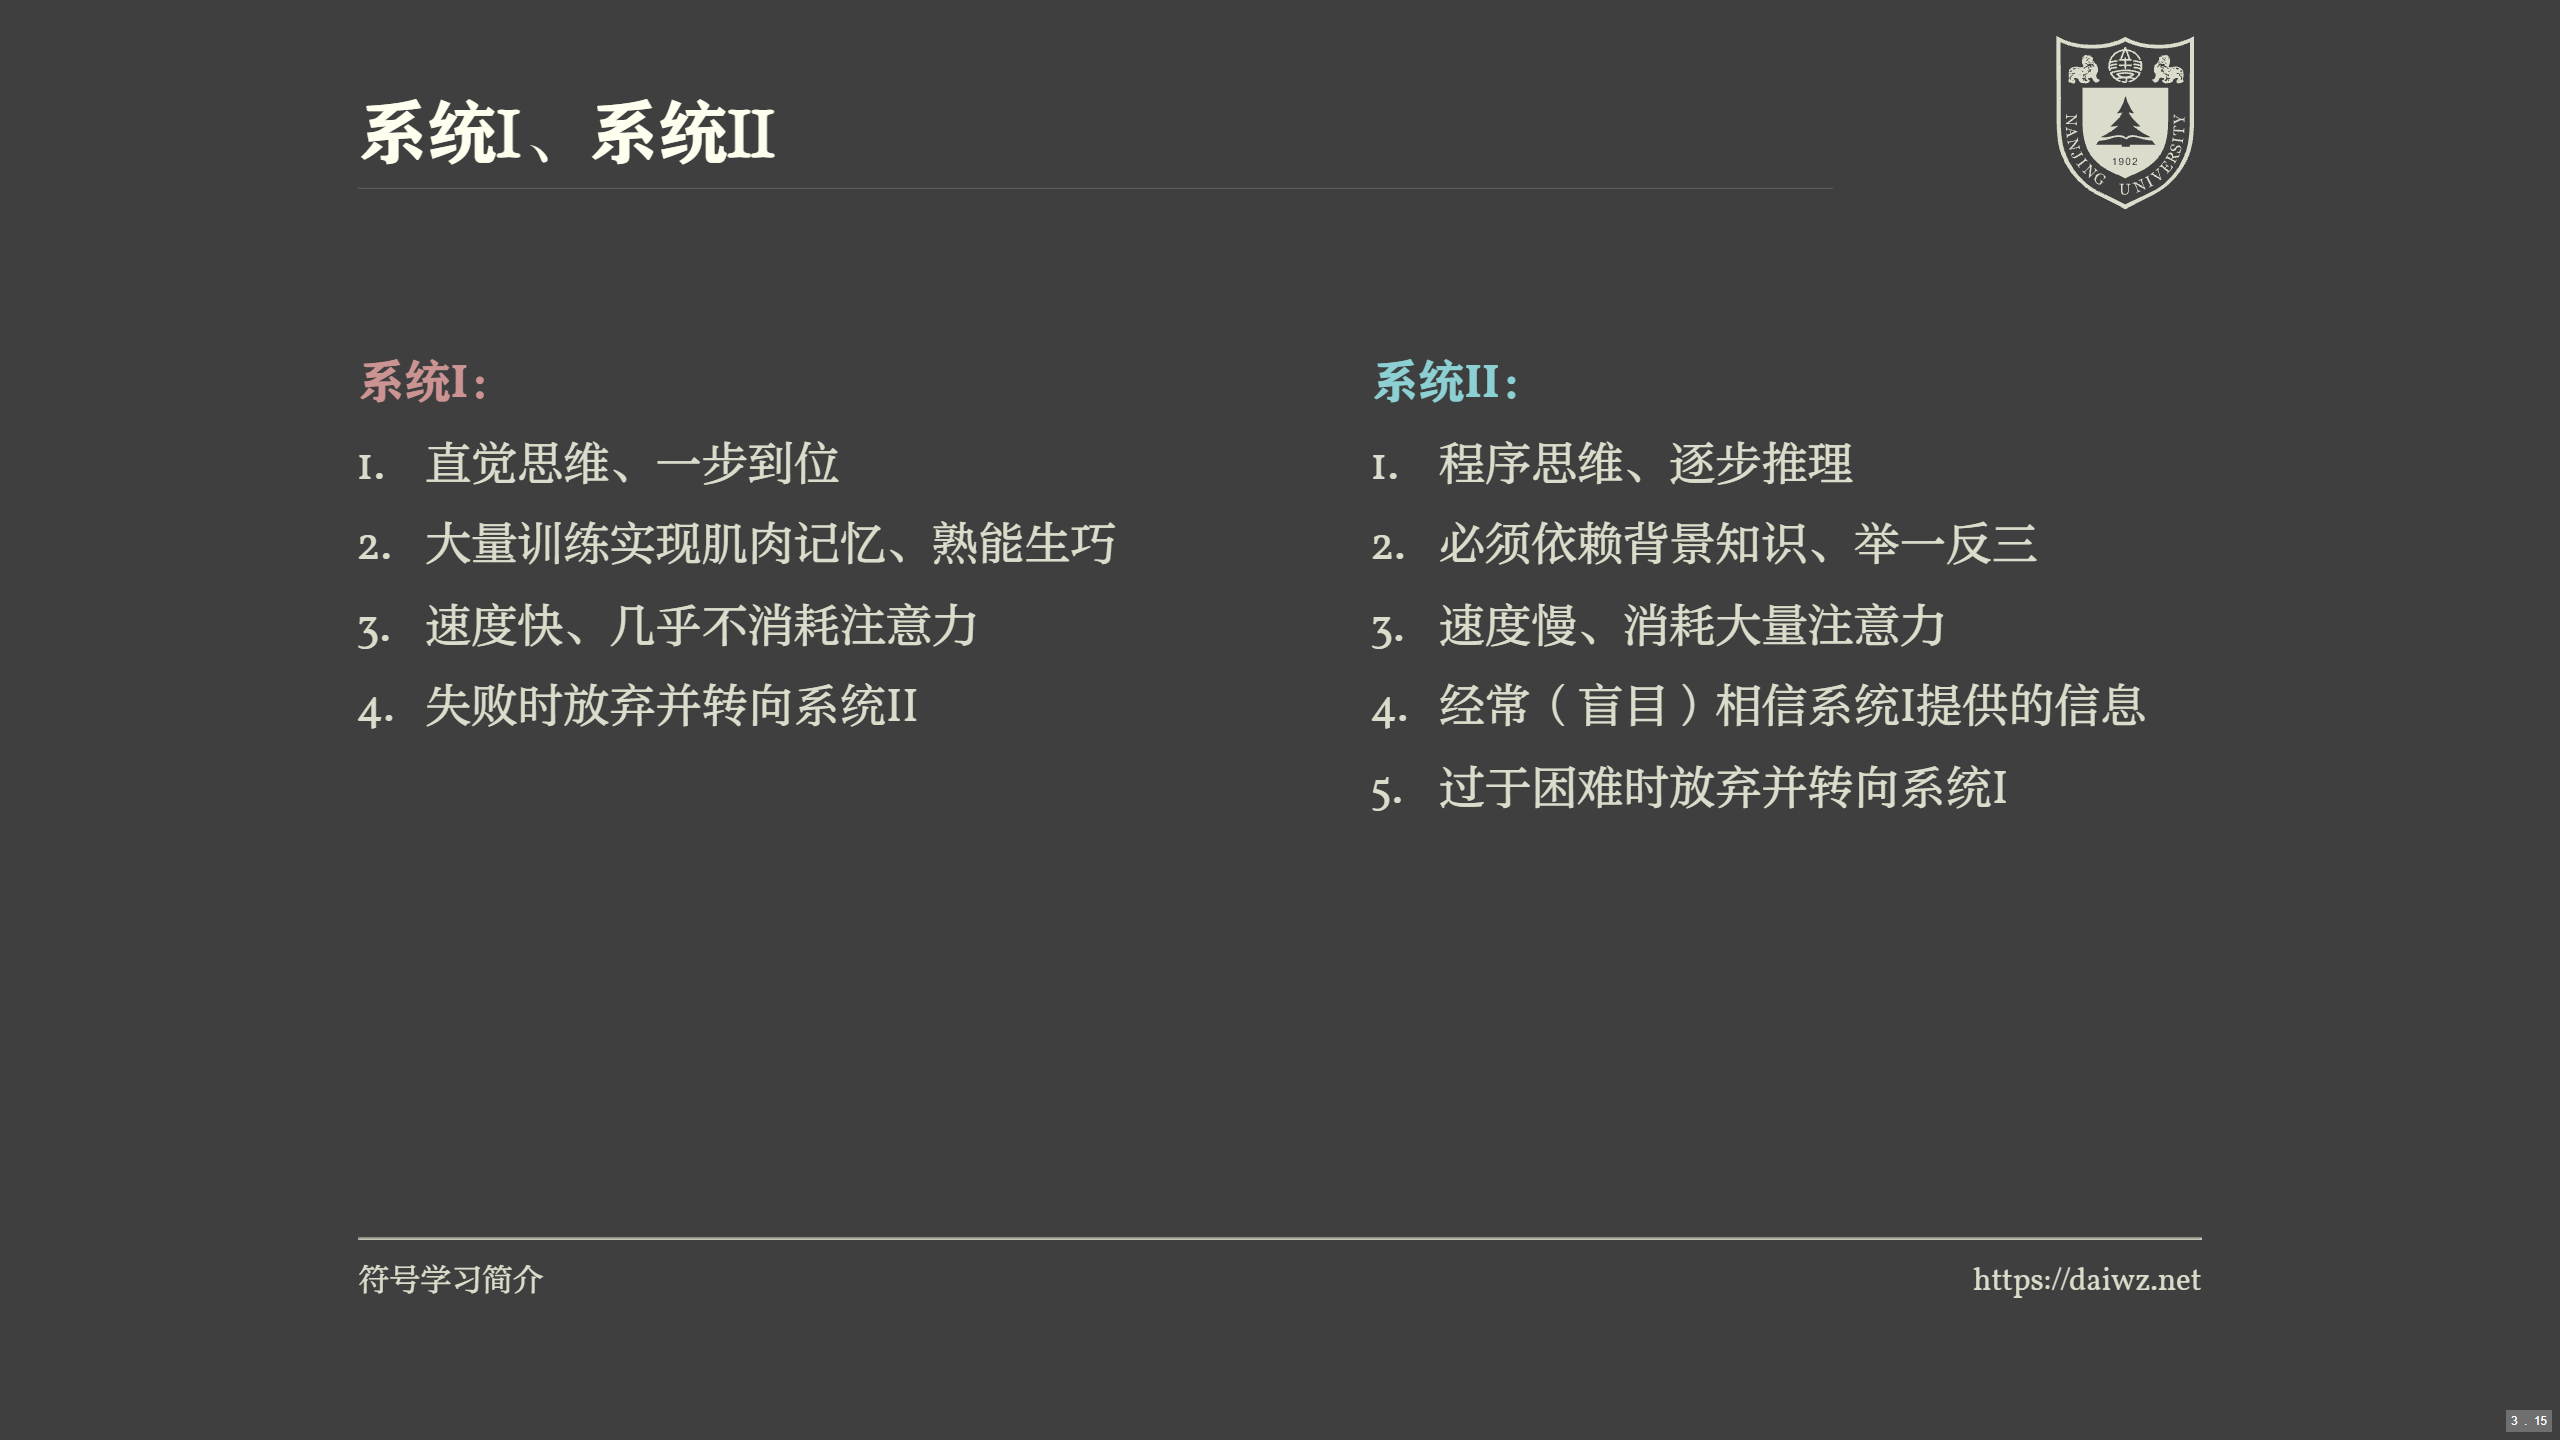 系统I、系统II
NANJING UNIVERSITY
1902
系统I：
1. 直觉思维、一步到位
2. 大量训练实现肌肉记忆、熟能生巧
3. 速度快、几乎不消耗注意力
4. 失败时放弃并转向系统II
系统II：
1. 程序思维、逐步推理
2. 必须依赖背景知识、举一反三
3. 速度慢、消耗大量注意力
4. 经常（盲目）相信系统I提供的信息
5. 过于困难时放弃并转向系统I
符号学习简介
https://daiwz.net
3 . 15